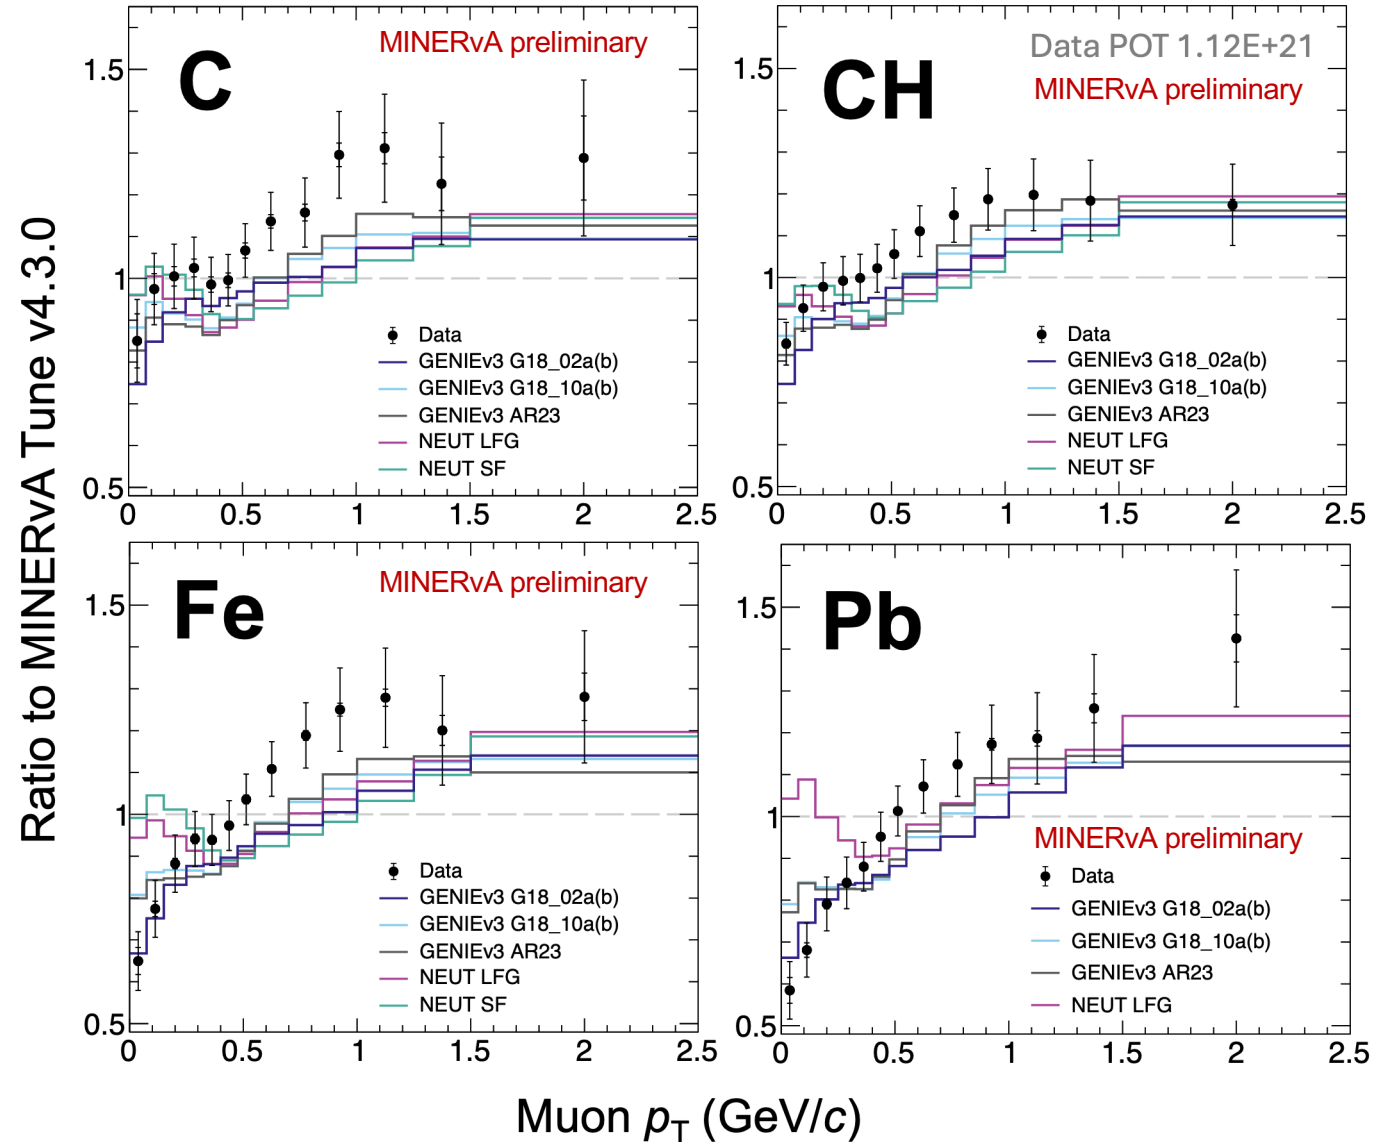 Ratio to MINERvA Tune v4.3.0
C
MINERvA preliminary
1.5
1
0.5
Data
GENIEv3 G18_02a(b)
GENIEv3 G18_10a(b)
GENIEv3 AR23
NEUT LFG
NEUT SF
0 0.5 1 1.5 2 2.5
CH
Data POT 1.12E+21
MINERvA preliminary
1.5
1
0.5
Data
GENIEv3 G18_02a(b)
GENIEv3 G18_10a(b)
GENIEv3 AR23
NEUT LFG
NEUT SF
0 0.5 1 1.5 2 2.5
Fe
MINERvA preliminary
1.5
1
0.5
Data
GENIEv3 G18_02a(b)
GENIEv3 G18_10a(b)
GENIEv3 AR23
NEUT LFG
NEUT SF
0 0.5 1 1.5 2 2.5
Pb
1.5
1
0.5
MINERvA preliminary
Data
GENIEv3 G18_02a(b)
GENIEv3 G18_10a(b)
GENIEv3 AR23
NEUT LFG
0 0.5 1 1.5 2 2.5
Muon pT (GeV/c)